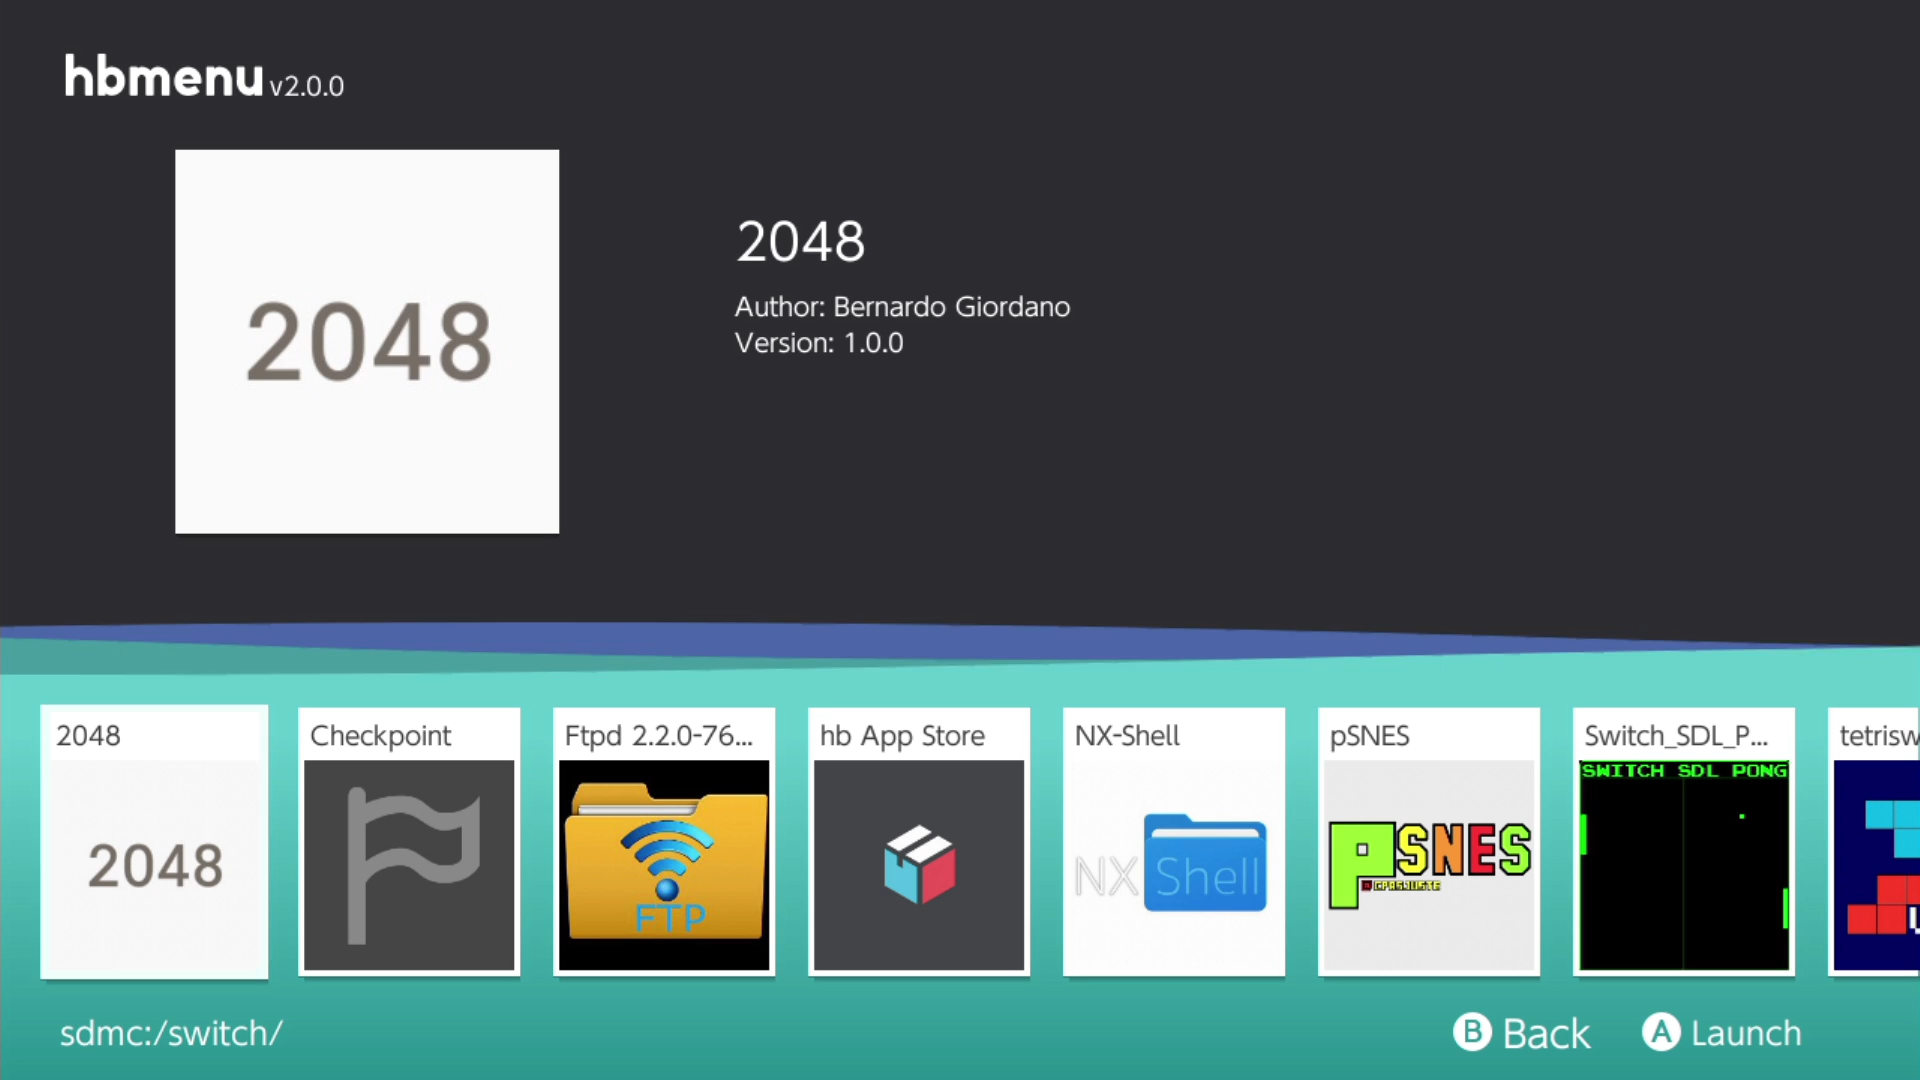 hbmenu v2.0.0
2048
2048
Author: Bernardo Giordano
Version: 1.0.0
2048
Checkpoint
Ftpd 2.2.0-76...
hb App Store
NX-Shell
pSNES
Switch_SDL_P...
tetrisw
2048
FTP
NX Shell
pSNES
SWITCH SDL PONG
sdmc:/switch/
B Back
A Launch